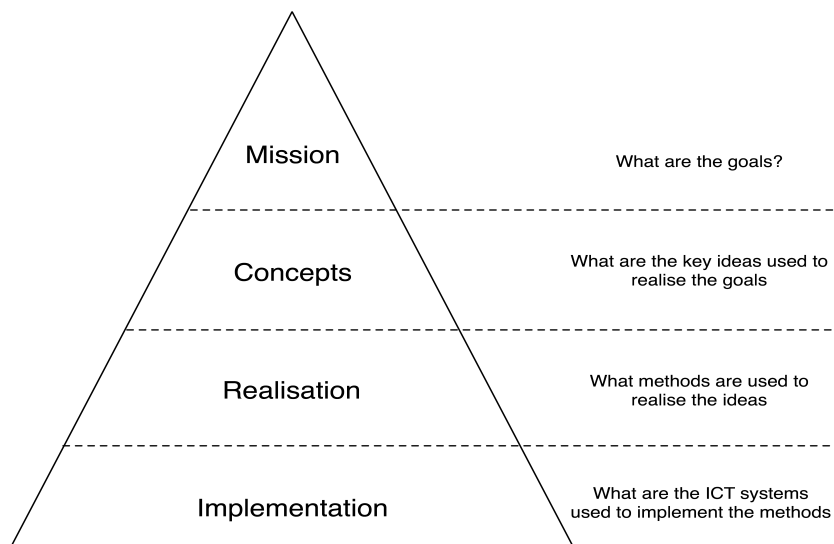 Mission
What are the goals?
Concepts
What are the key ideas used to
realise the goals
Realisation
What methods are used to
realise the ideas
Implementation
What are the ICT systems
used to implement the methods